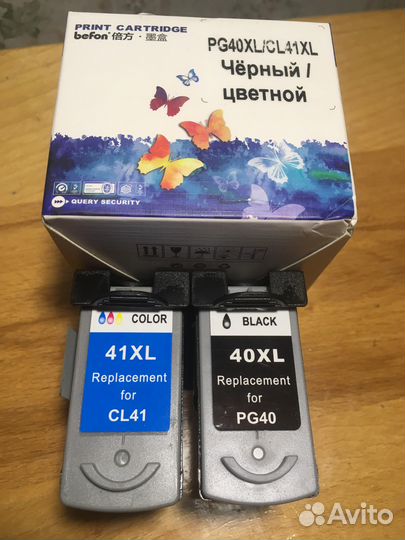 PRINT CARTRIDGE
befon® 倍方·墨盒
PG40XL/CL41XL
Чёрный /
цветной
QUERY SECURITY
COLOR
41XL
Replacement
for
CL41
BLACK
40XL
Replacement
for
PG40
Avito